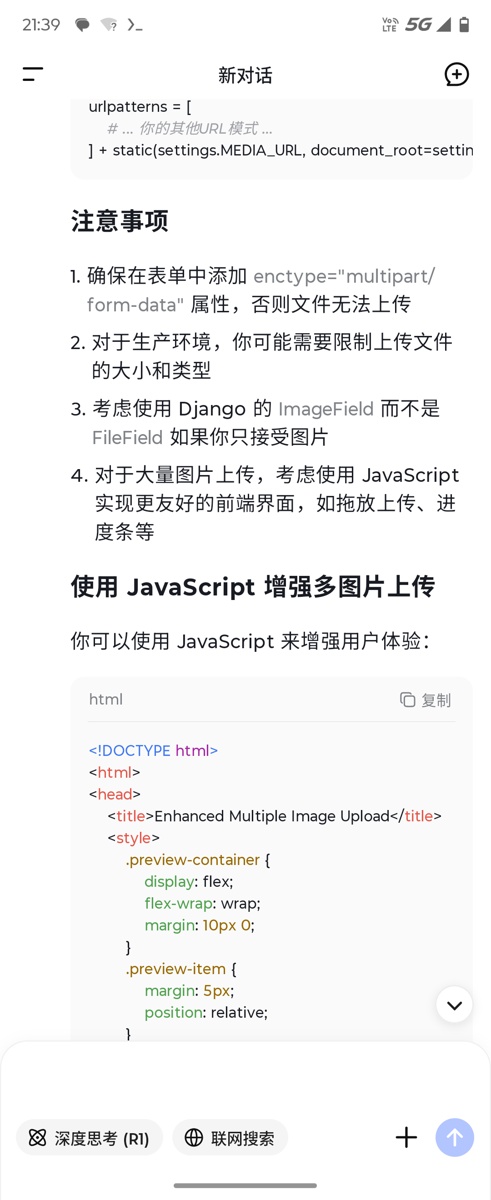 21:39
Vo)) LTE 5G
新对话
urlpatterns = [
# ... 你的其他URL模式 ...
] + static(settings.MEDIA_URL, document_root=settin
注意事项
1. 确保在表单中添加 enctype="multipart/
form-data" 属性，否则文件无法上传
2. 对于生产环境，你可能需要限制上传文件
的大小和类型
3. 考虑使用 Django 的 ImageField 而不是
FileField 如果你只接受图片
4. 对于大量图片上传，考虑使用 JavaScript
实现更友好的前端界面，如拖放上传、进
度条等
使用 JavaScript 增强多图片上传
你可以使用 JavaScript 来增强用户体验：
html 复制
<!DOCTYPE html>
<html>
<head>
<title>Enhanced Multiple Image Upload</title>
<style>
.preview-container {
display: flex;
flex-wrap: wrap;
margin: 10px 0;
}
.preview-item {
margin: 5px;
position: relative;
}
深度思考 (R1) 联网搜索